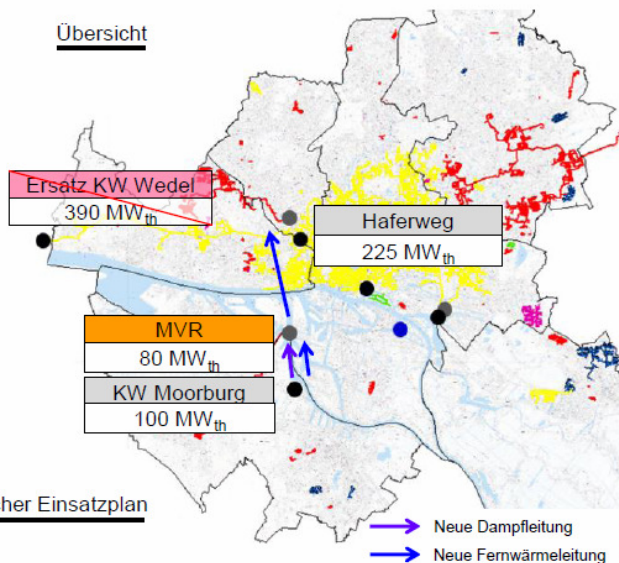 Übersicht
Ersatz KW Wedel
390 MWth
Haferweg
225 MWth
MVR
80 MWth
KW Moorburg
100 MWth
cher Einsatzplan
Neue Dampfleitung
Neue Fernwärmeleitung